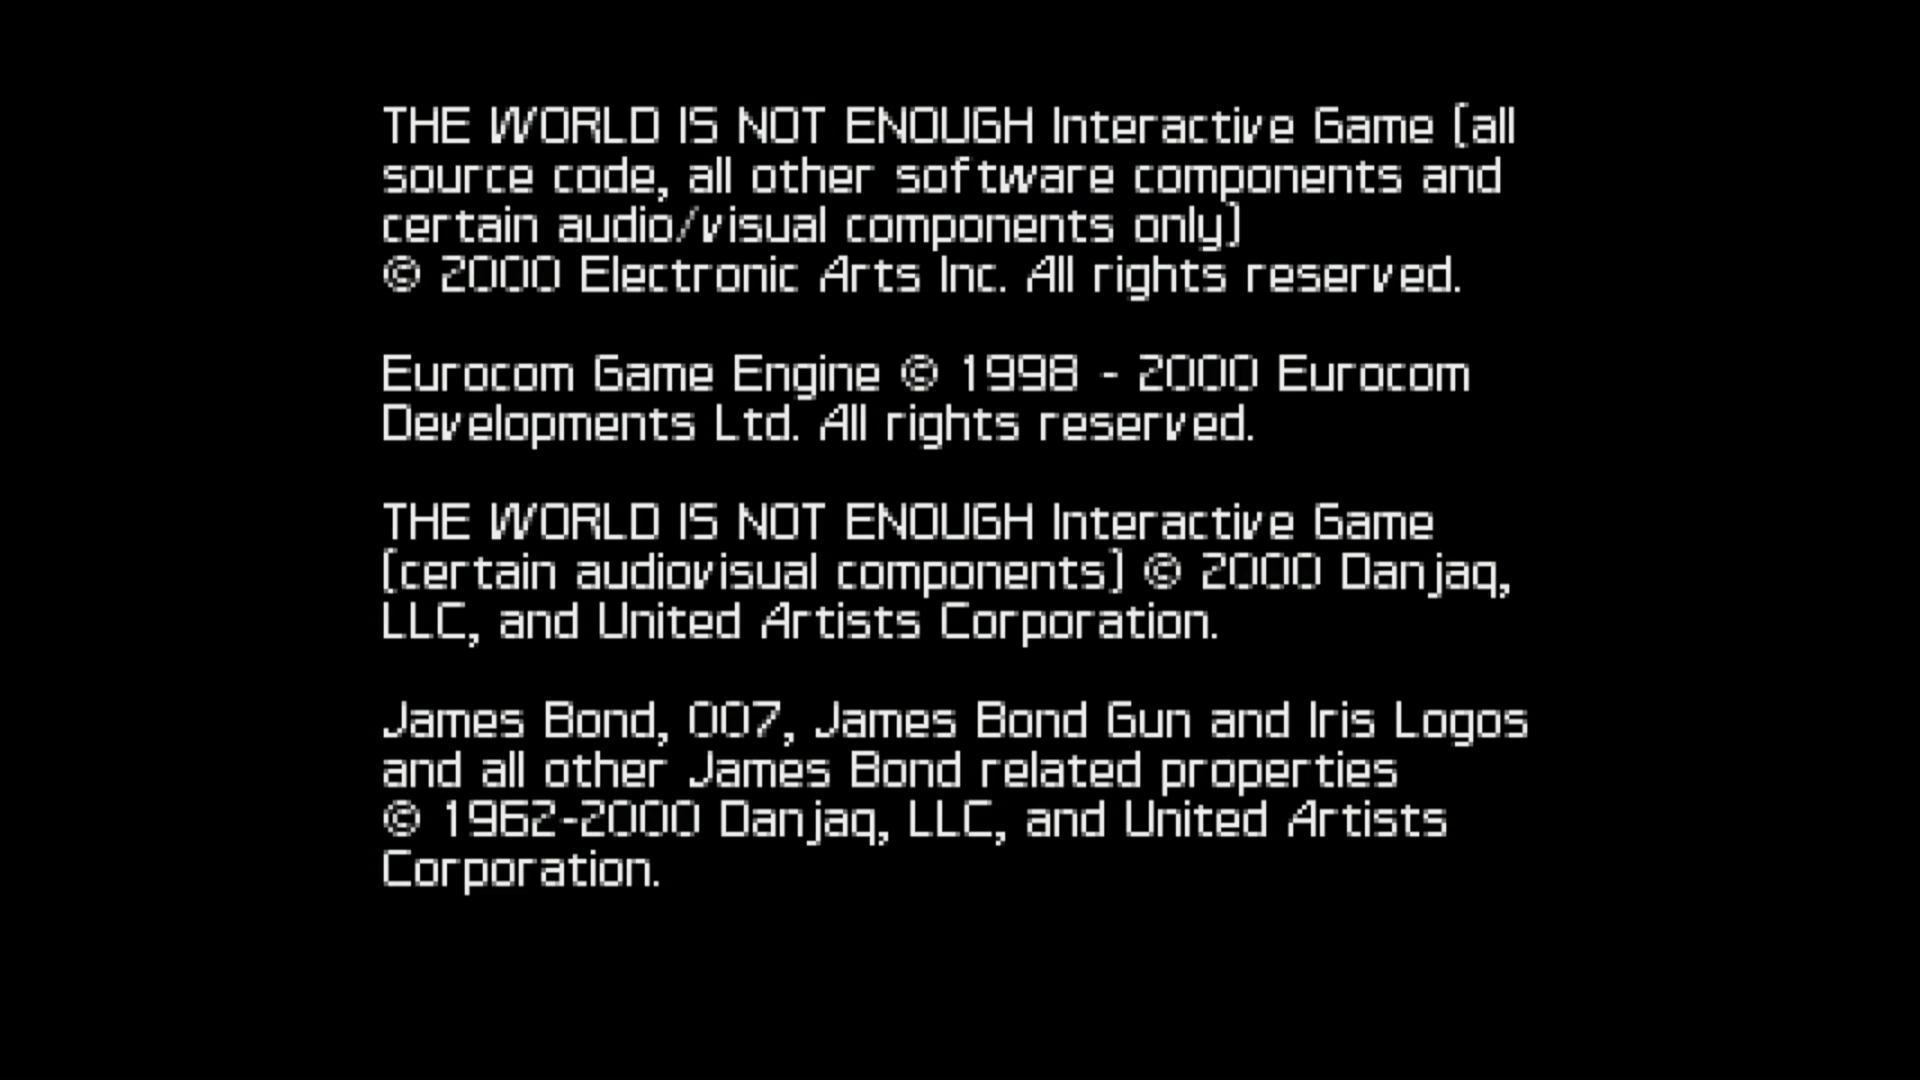 THE WORLD IS NOT ENOUGH Interactive Game (all
source code, all other software components and
certain audio/visual components only)
© 2000 Electronic Arts Inc. All rights reserved.
Eurocom Game Engine © 1998 - 2000 Eurocom
Developments Ltd. All rights reserved.
THE WORLD IS NOT ENOUGH Interactive Game
(certain audiovisual components) © 2000 Danjaq,
LLC, and United Artists Corporation.
James Bond, 007, James Bond Gun and Iris Logos
and all other James Bond related properties
© 1962-2000 Danjaq, LLC, and United Artists
Corporation.